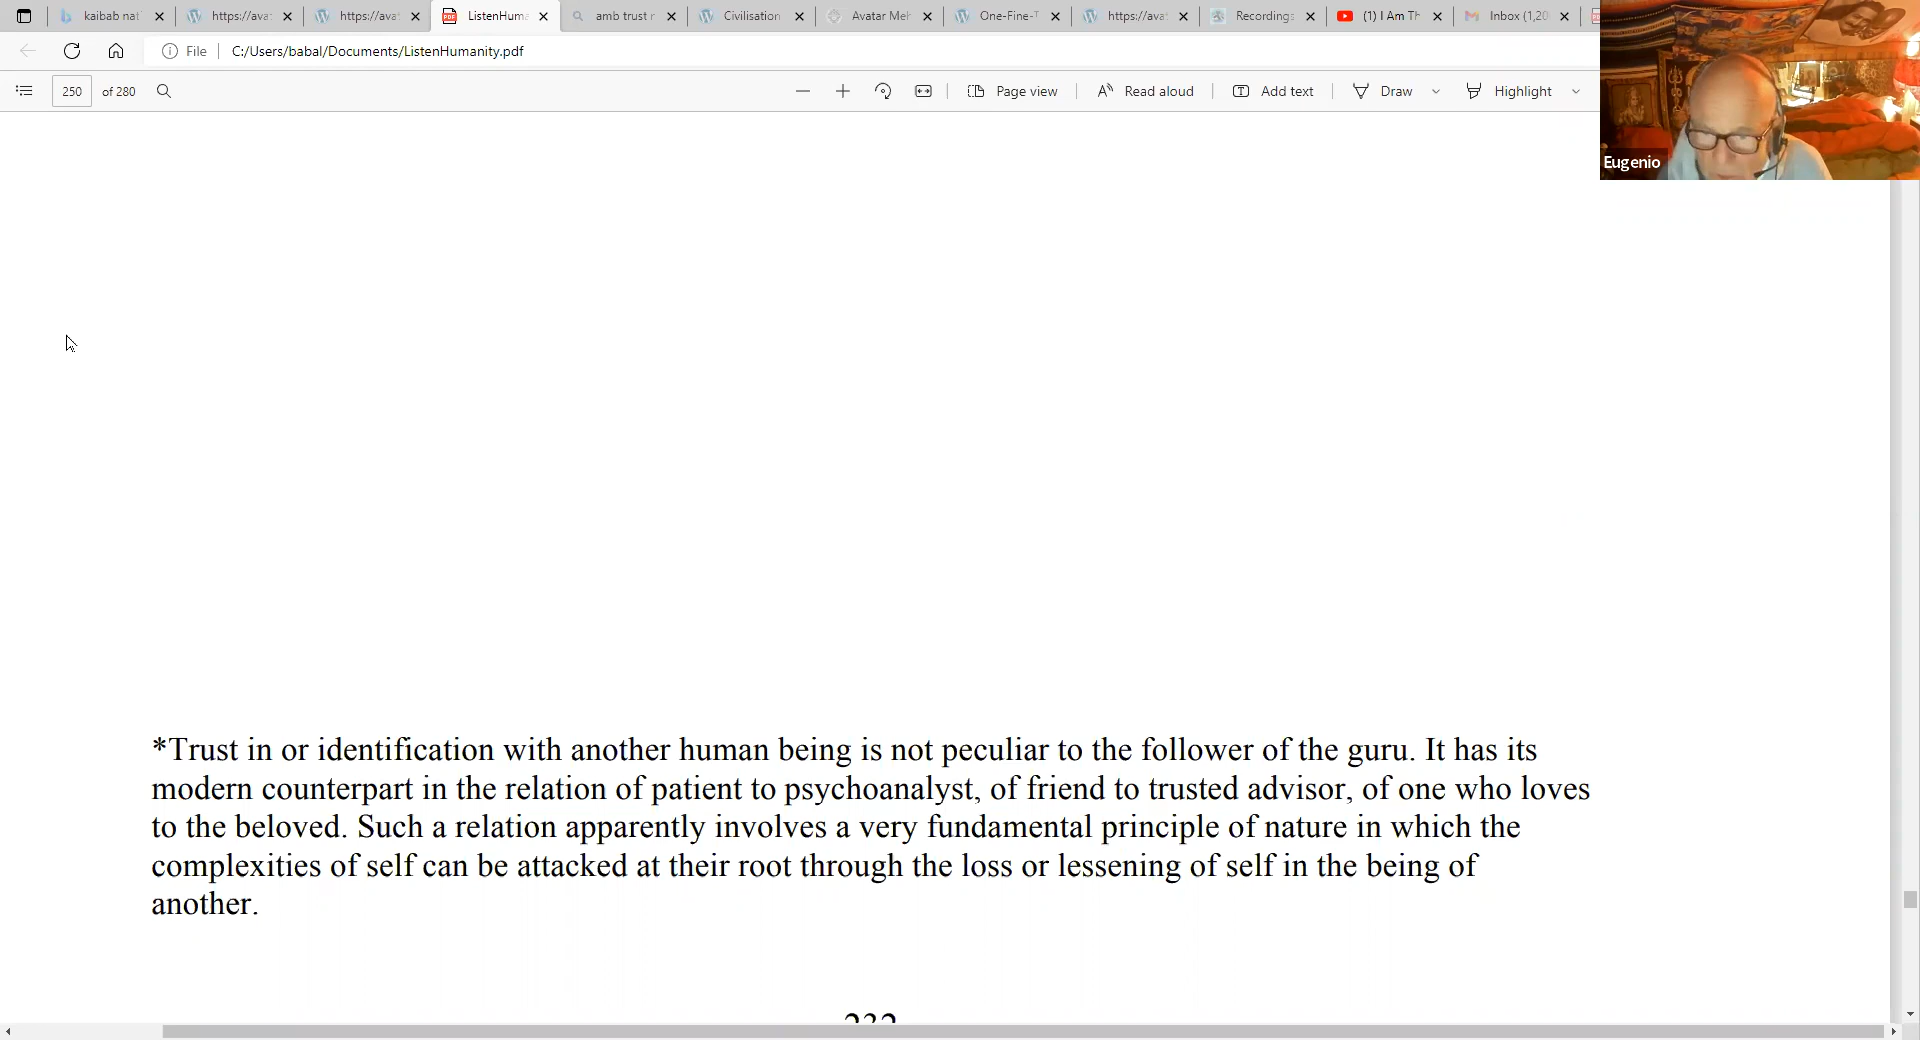 kaibab nat
https://ava
https://ava
ListenHuma
amb trust r
Civilisation
Avatar Meh
One-Fine-T
https://ava
Recordings
(1) I Am Th
Inbox (1,20
File
C:/Users/babal/Documents/ListenHumanity.pdf
250 of 280
Page view
Read aloud
Add text
Draw
Highlight
Eugenio
*Trust in or identification with another human being is not peculiar to the follower of the guru. It has its
modern counterpart in the relation of patient to psychoanalyst, of friend to trusted advisor, of one who loves
to the beloved. Such a relation apparently involves a very fundamental principle of nature in which the
complexities of self can be attacked at their root through the loss or lessening of self in the being of
another.
232